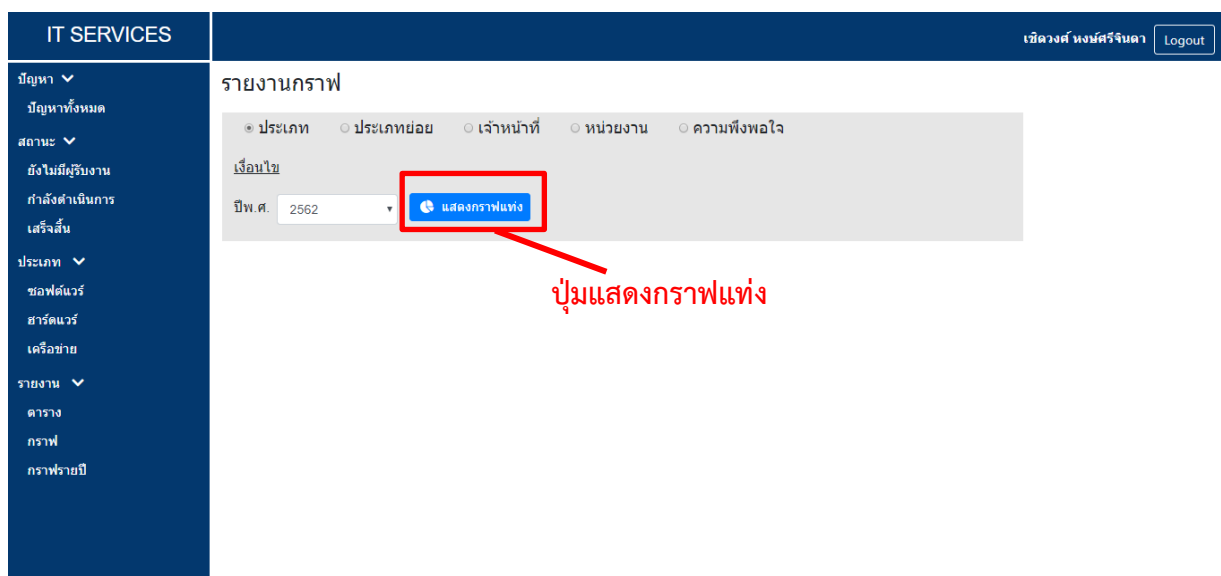 IT SERVICES
เชิดวงศ์ หงษ์ศรีจินดา Logout
ปัญหา
ปัญหาทั้งหมด
สถานะ
ยังไม่มีผู้รับงาน
กำลังดำเนินการ
เสร็จสิ้น
ประเภท
ซอฟต์แวร์
ฮาร์ดแวร์
เครือข่าย
รายงาน
ตาราง
กราฟ
กราฟรายปี
รายงานกราฟ
ประเภท ประเภทย่อย เจ้าหน้าที่ หน่วยงาน ความพึงพอใจ
เงื่อนไข
ปีพ.ศ. 2562 แสดงกราฟแท่ง
ปุ่มแสดงกราฟแท่ง